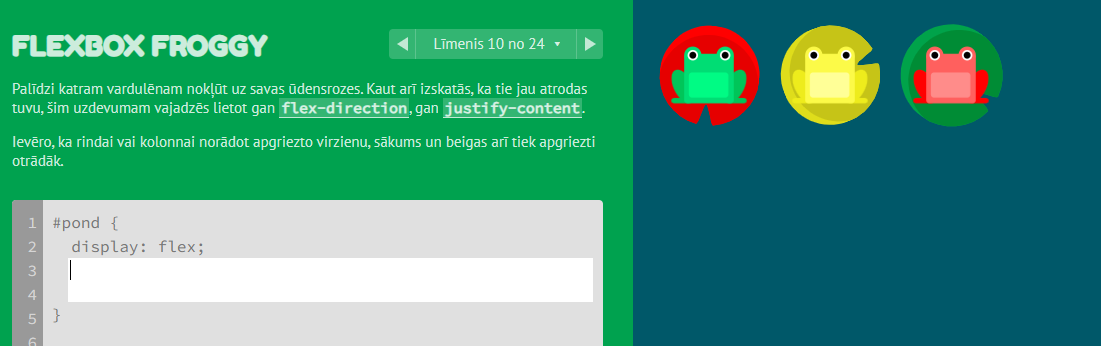 FLEXBOX FROGGY
Līmenis 10 no 24
Palīdzi katram vardulēnam nokļūt uz savas ūdensrozes. Kaut arī izskatās, ka tie jau atrodas
tuvu, šim uzdevumam vajadzēs lietot gan flex-direction, gan justify-content.
Ievēro, ka rindai vai kolonnai norādot apgriezto virzienu, sākums un beigas arī tiek apgriezti
otrādāk.
1 #pond {
2 display: flex;
3
4
5 }
6